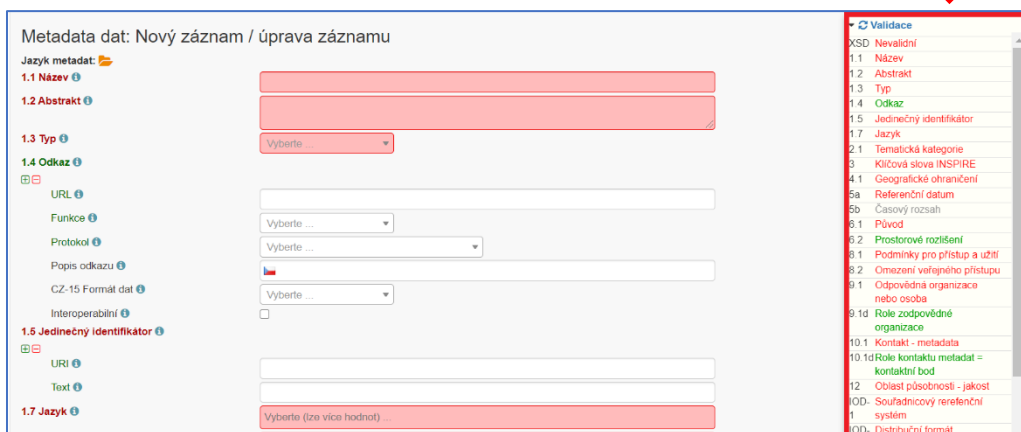 Metadata dat: Nový záznam / úprava záznamu
Jazyk metadat:
1.1 Název
1.2 Abstrakt
1.3 Typ
Vyberte ...
1.4 Odkaz
URL
Funkce
Vyberte ...
Protokol
Vyberte ...
Popis odkazu
CZ-15 Formát dat
Vyberte ...
Interoperabilní
1.5 Jedinečný identifikátor
URI
Text
1.7 Jazyk
Vyberte (lze více hodnot) ...
Validace
XSD Nevalidní
1.1 Název
1.2 Abstrakt
1.3 Typ
1.4 Odkaz
1.5 Jedinečný identifikátor
1.7 Jazyk
2.1 Tematická kategorie
3 Klíčová slova INSPIRE
4.1 Geografické ohraničení
5a Referenční datum
5b Časový rozsah
6.1 Původ
6.2 Prostorové rozlišení
8.1 Podmínky pro přístup a užití
8.2 Omezení veřejného přístupu
9.1 Odpovědná organizace
nebo osoba
9.1d Role zodpovědné
organizace
10.1 Kontakt - metadata
10.1d Role kontaktu metadat =
kontaktní bod
12 Oblast působnosti - jakost
IOD- Souřadnicový rerefenční
1 systém
IOD- Distribuční formát